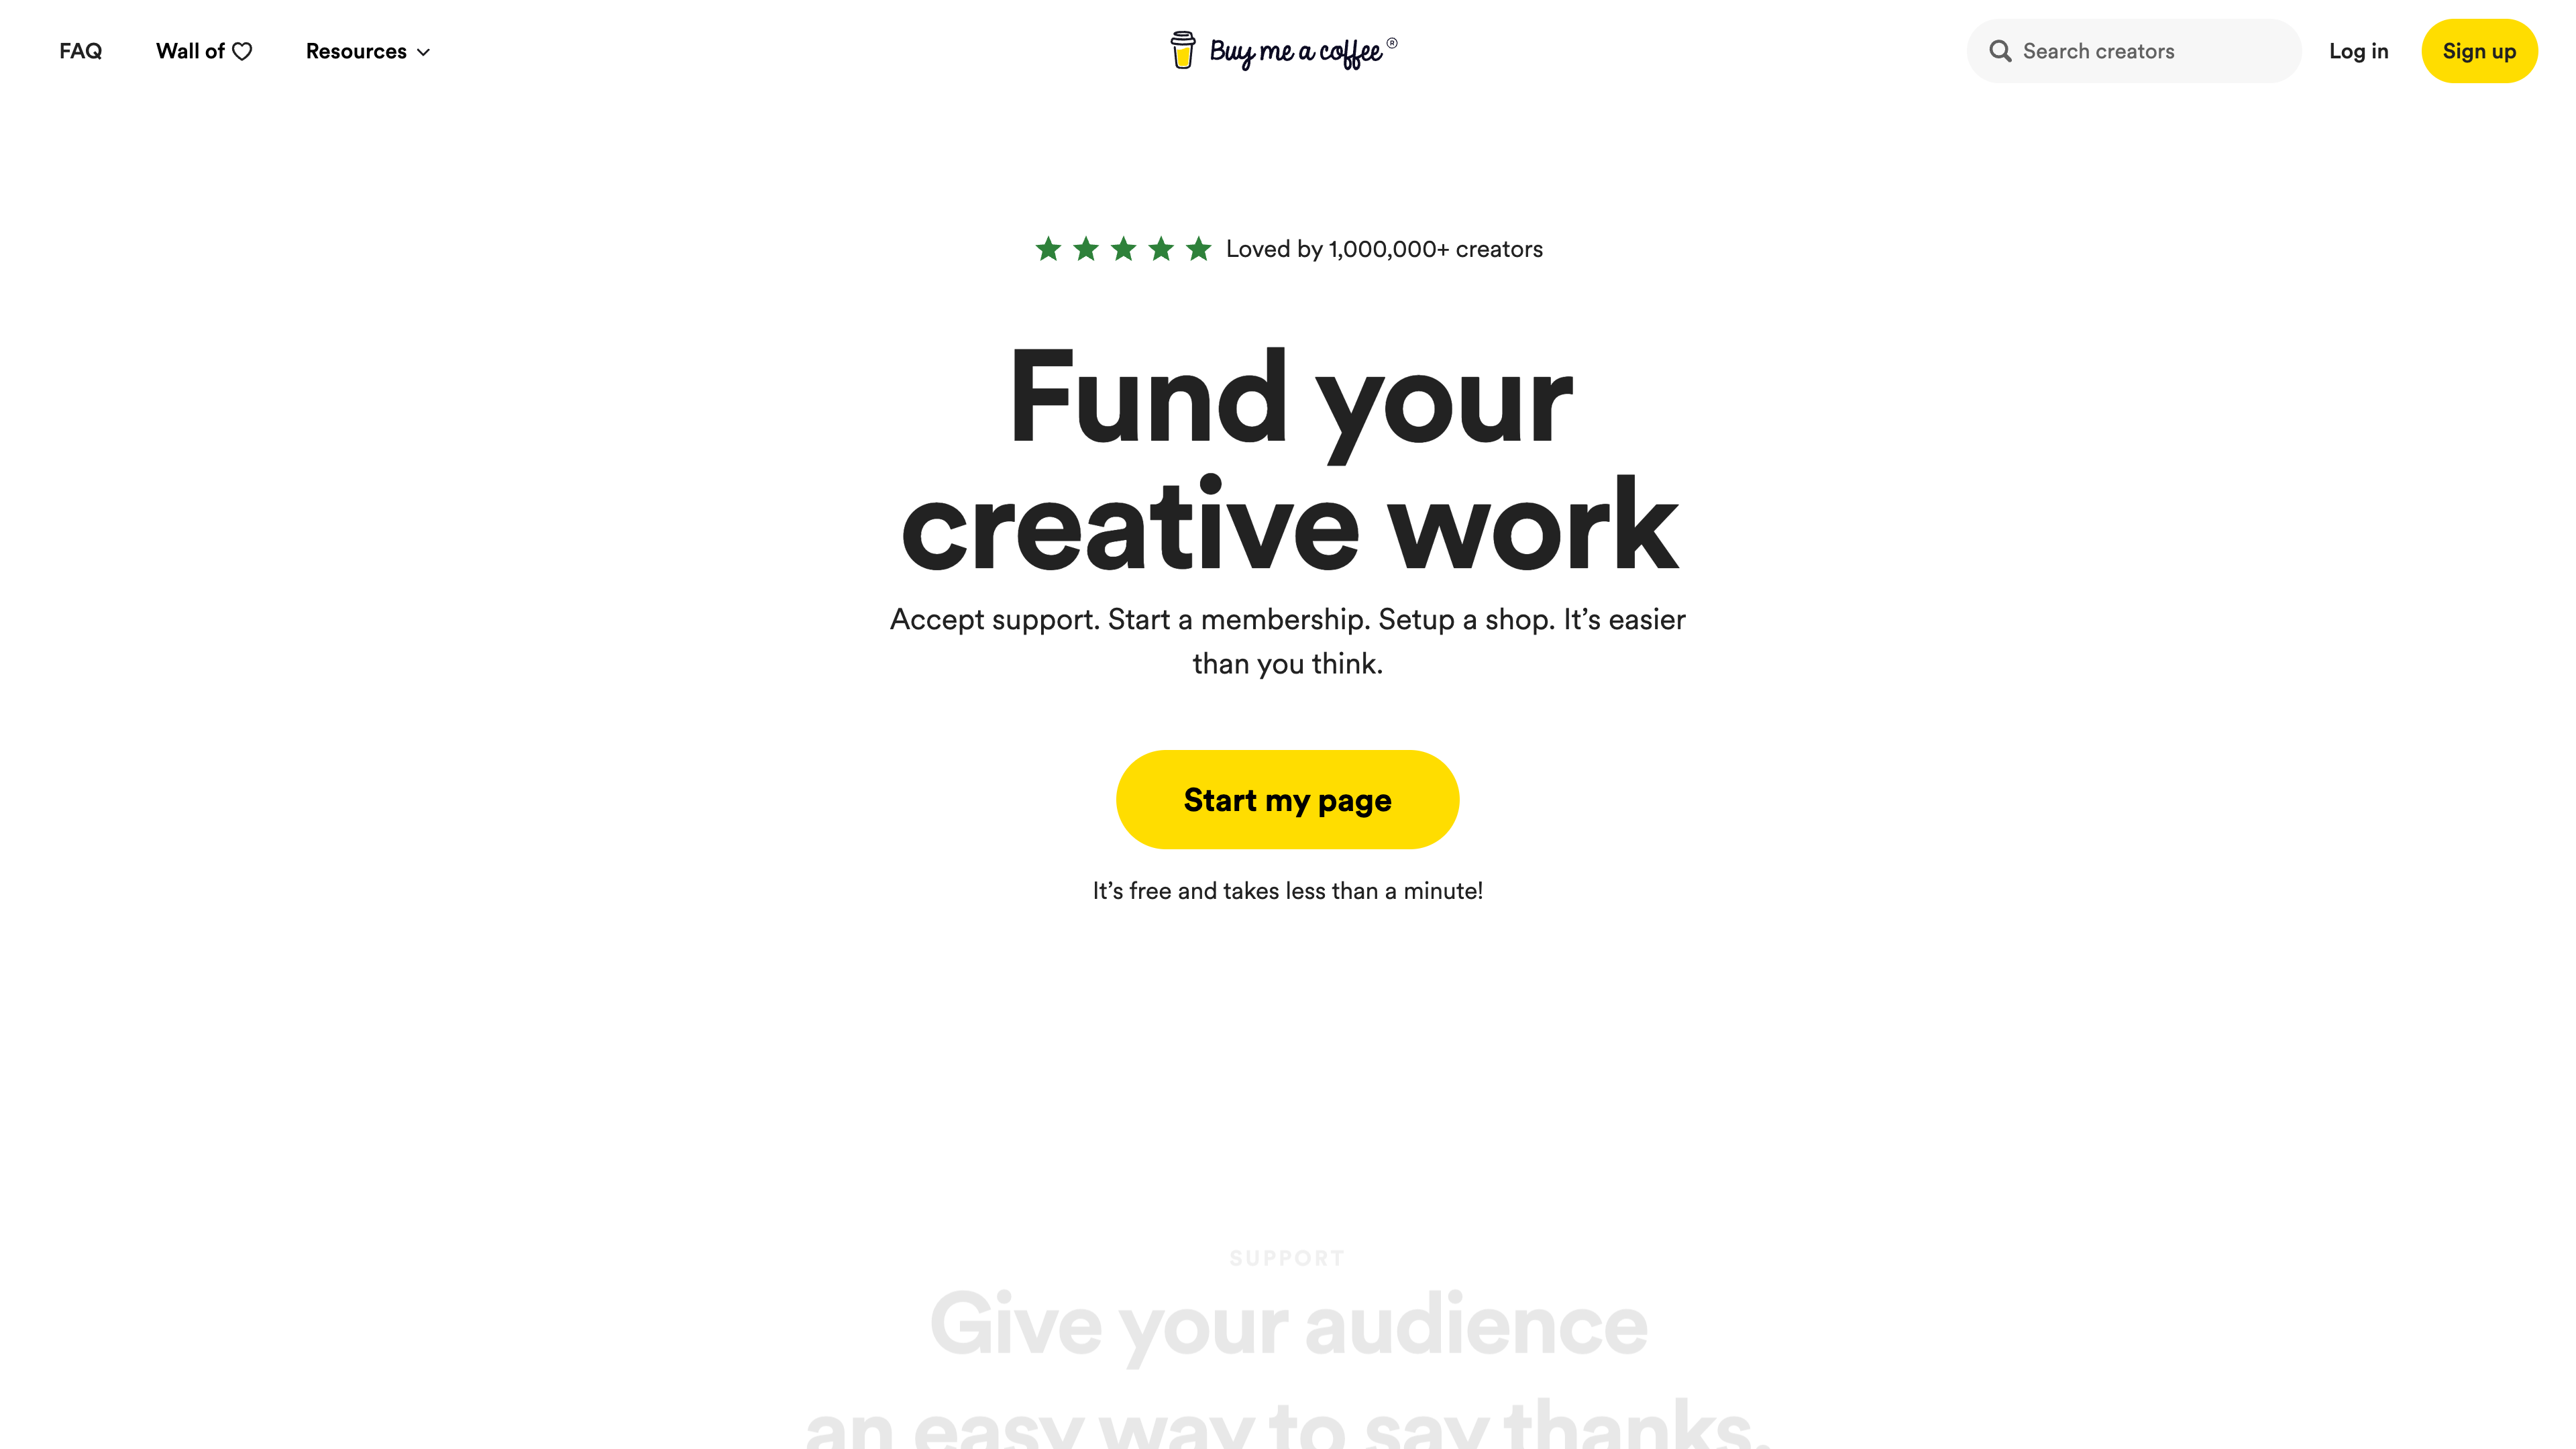 FAQ
Wall of
Resources
Buy me a coffee®
Search creators
Log in
Sign up
Loved by 1,000,000+ creators
Fund your
creative work
Accept support. Start a membership. Setup a shop. It’s easier
than you think.
Start my page
It’s free and takes less than a minute!
SUPPORT
Give your audience
an easy way to say thanks.